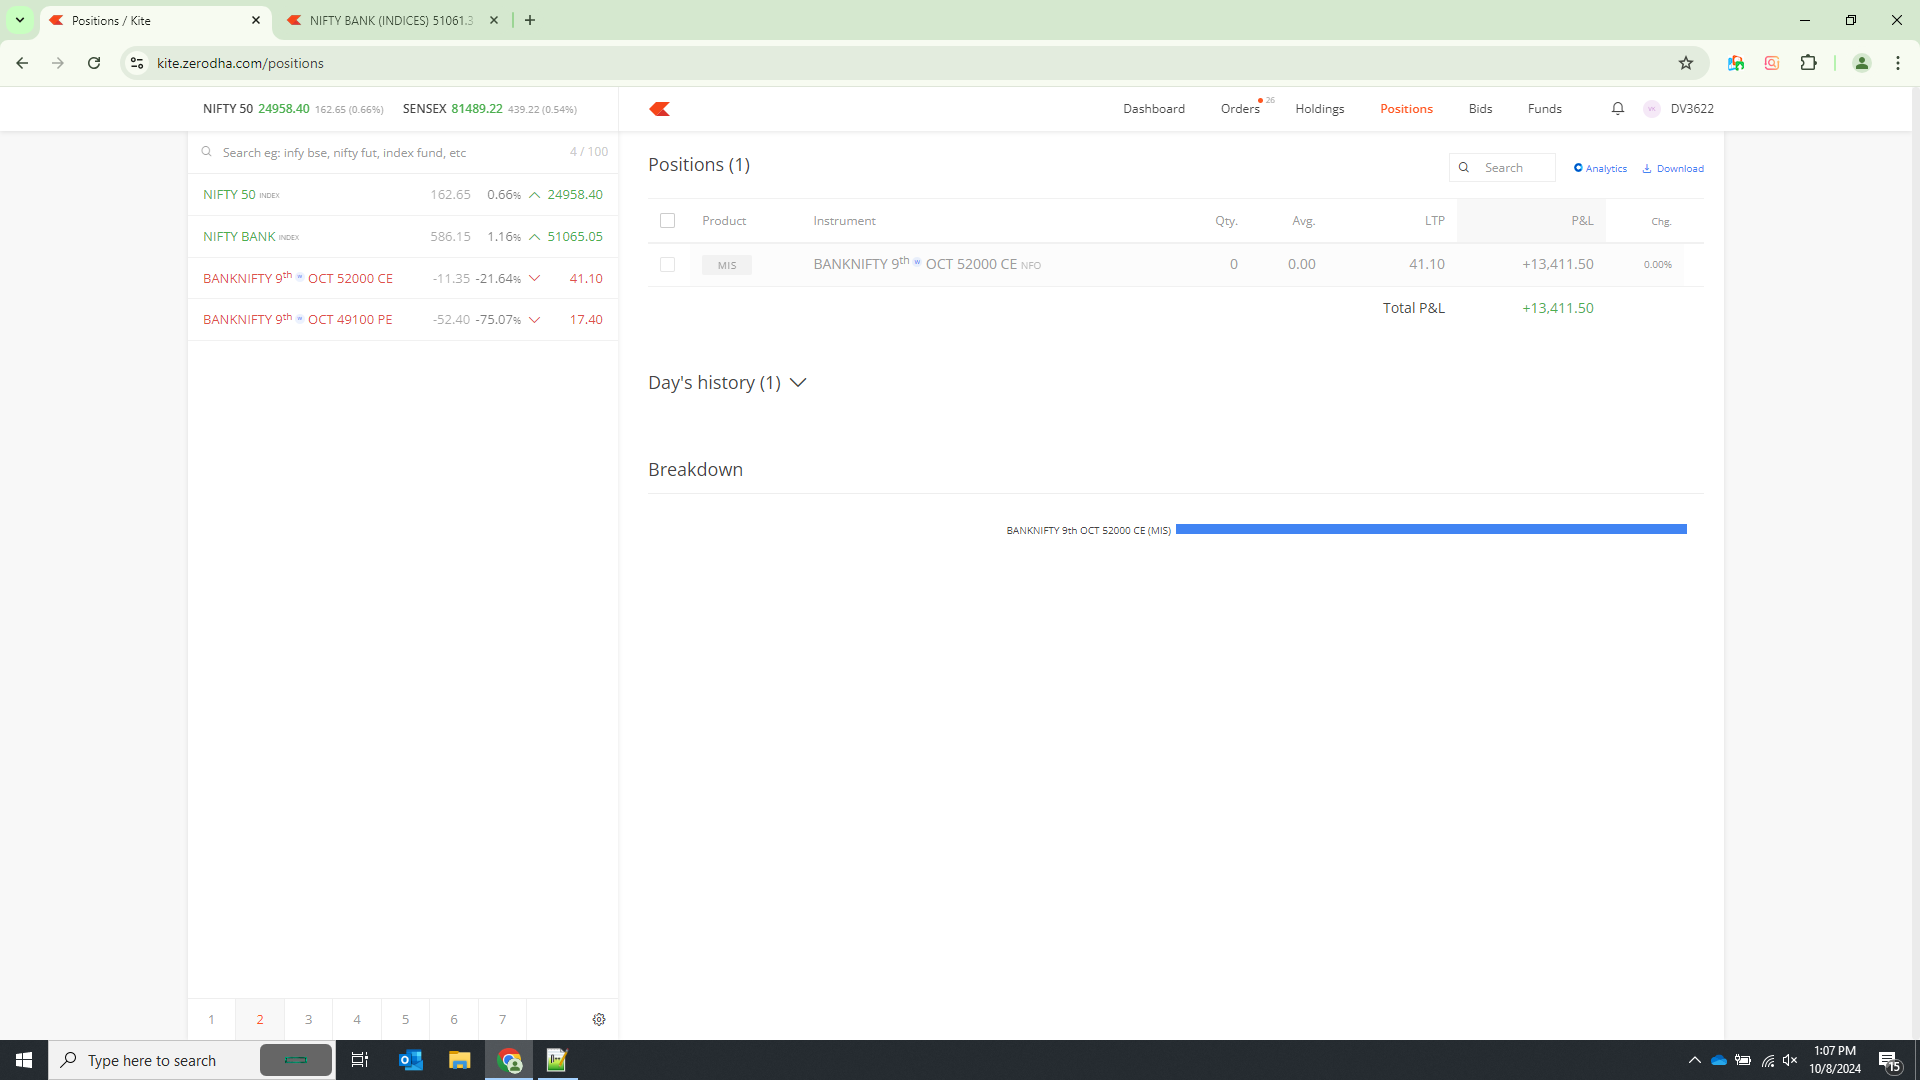 Positions / Kite
NIFTY BANK (INDICES) 51061.3
kite.zerodha.com/positions
NIFTY 50 24958.40 162.65 (0.66%) SENSEX 81489.22 439.22 (0.54%)
Dashboard Orders 26 Holdings Positions Bids Funds DV3622
Search eg: infy bse, nifty fut, index fund, etc 4 / 100
NIFTY 50 INDEX 162.65 0.66% 24958.40
NIFTY BANK INDEX 586.15 1.16% 51065.05
BANKNIFTY 9th w OCT 52000 CE -11.35 -21.64% 41.10
BANKNIFTY 9th w OCT 49100 PE -52.40 -75.07% 17.40
1 2 3 4 5 6 7
Positions (1) Search Analytics Download
Product Instrument Qty. Avg. LTP P&L Chg.
MIS BANKNIFTY 9th w OCT 52000 CE NFO 0 0.00 41.10 +13,411.50 0.00%
Total P&L +13,411.50
Day's history (1)
Breakdown
BANKNIFTY 9th OCT 52000 CE (MIS)
Type here to search
1:07 PM
10/8/2024
15